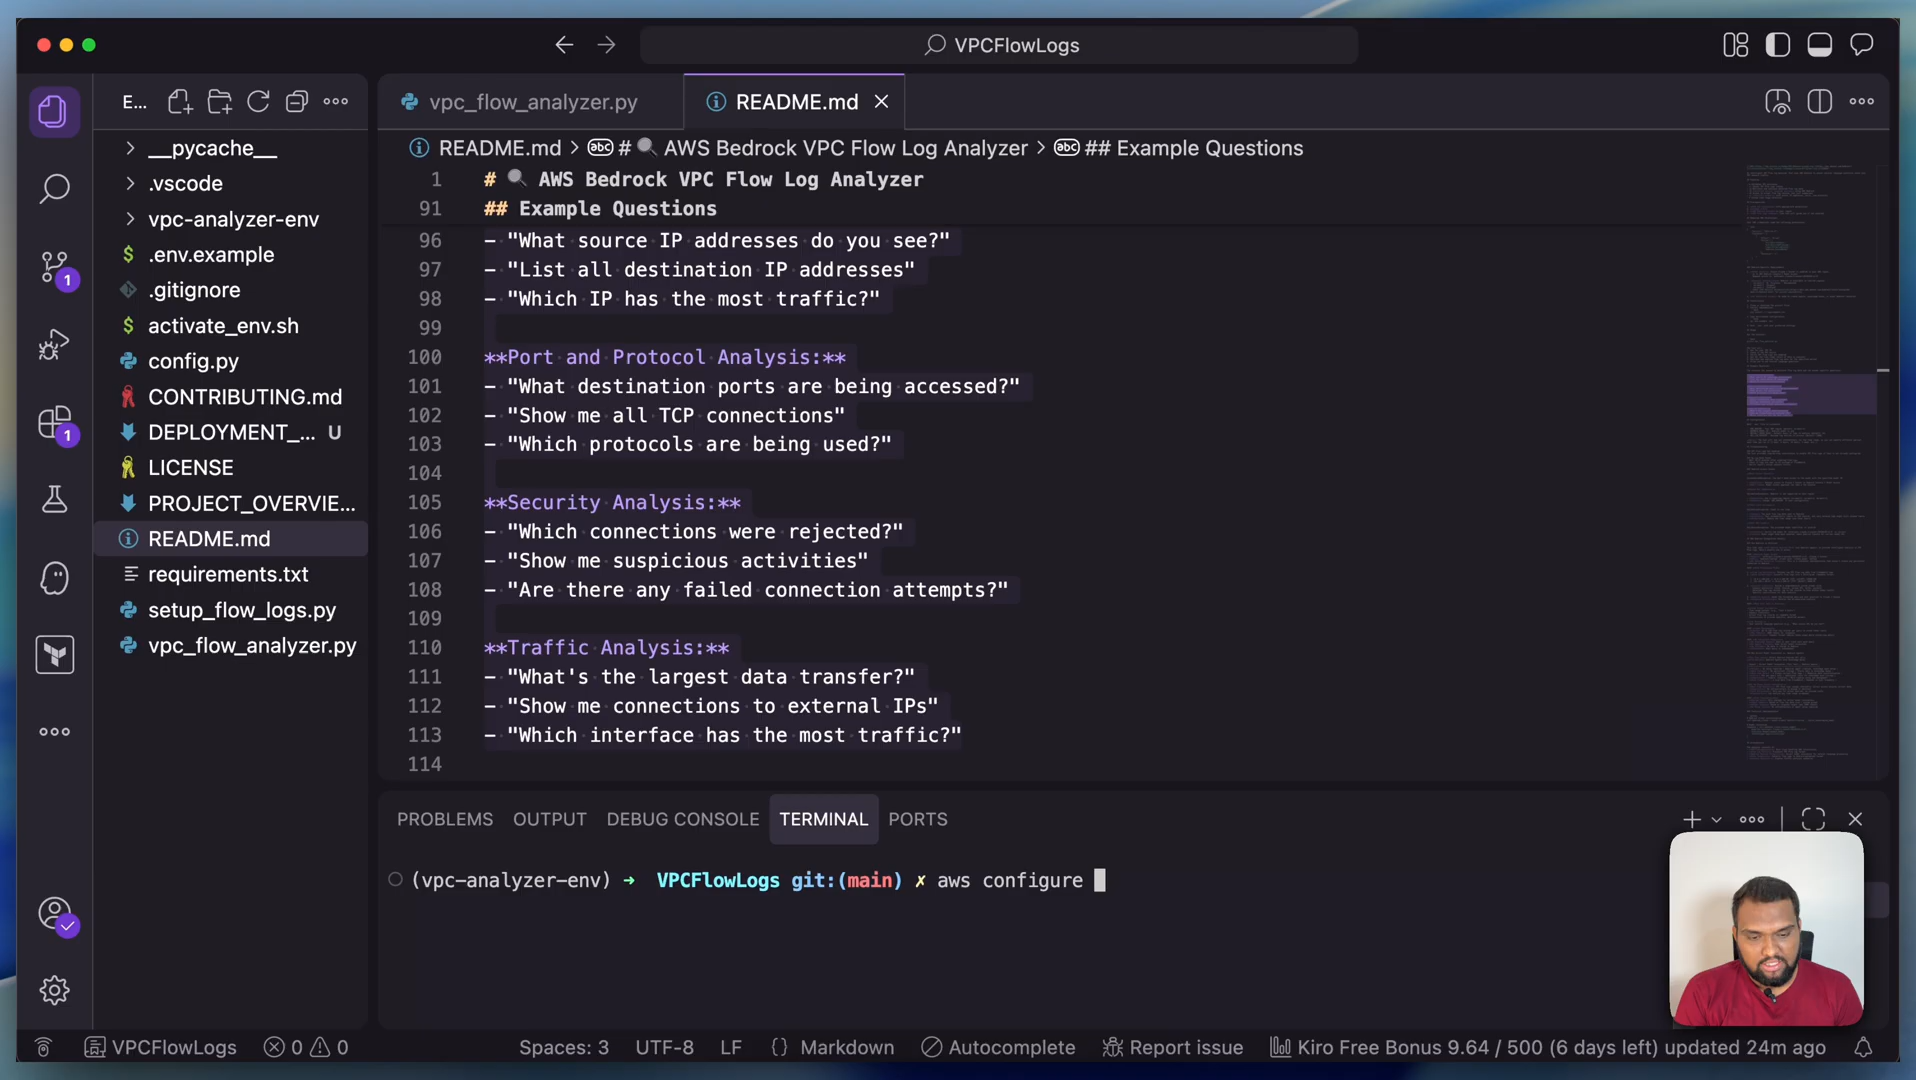 VPCFlowLogs
E...
vpc_flow_analyzer.py
README.md
README.md > # AWS Bedrock VPC Flow Log Analyzer > ## Example Questions
__pycache__
.vscode
vpc-analyzer-env
.env.example
.gitignore
activate_env.sh
config.py
CONTRIBUTING.md
DEPLOYMENT_... U
LICENSE
PROJECT_OVERVIE...
README.md
requirements.txt
setup_flow_logs.py
vpc_flow_analyzer.py
1
1
1 # AWS Bedrock VPC Flow Log Analyzer
91 ## Example Questions
96 - "What source IP addresses do you see?"
97 - "List all destination IP addresses"
98 - "Which IP has the most traffic?"
99
100 **Port and Protocol Analysis:**
101 - "What destination ports are being accessed?"
102 - "Show me all TCP connections"
103 - "Which protocols are being used?"
104
105 **Security Analysis:**
106 - "Which connections were rejected?"
107 - "Show me suspicious activities"
108 - "Are there any failed connection attempts?"
109
110 **Traffic Analysis:**
111 - "What's the largest data transfer?"
112 - "Show me connections to external IPs"
113 - "Which interface has the most traffic?"
114
PROBLEMS OUTPUT DEBUG CONSOLE TERMINAL PORTS
(vpc-analyzer-env) → VPCFlowLogs git:(main) ✗ aws configure
VPCFlowLogs 0 0 Spaces: 3 UTF-8 LF {} Markdown Autocomplete Report issue Kiro Free Bonus 9.64 / 500 (6 days left) updated 24m ago